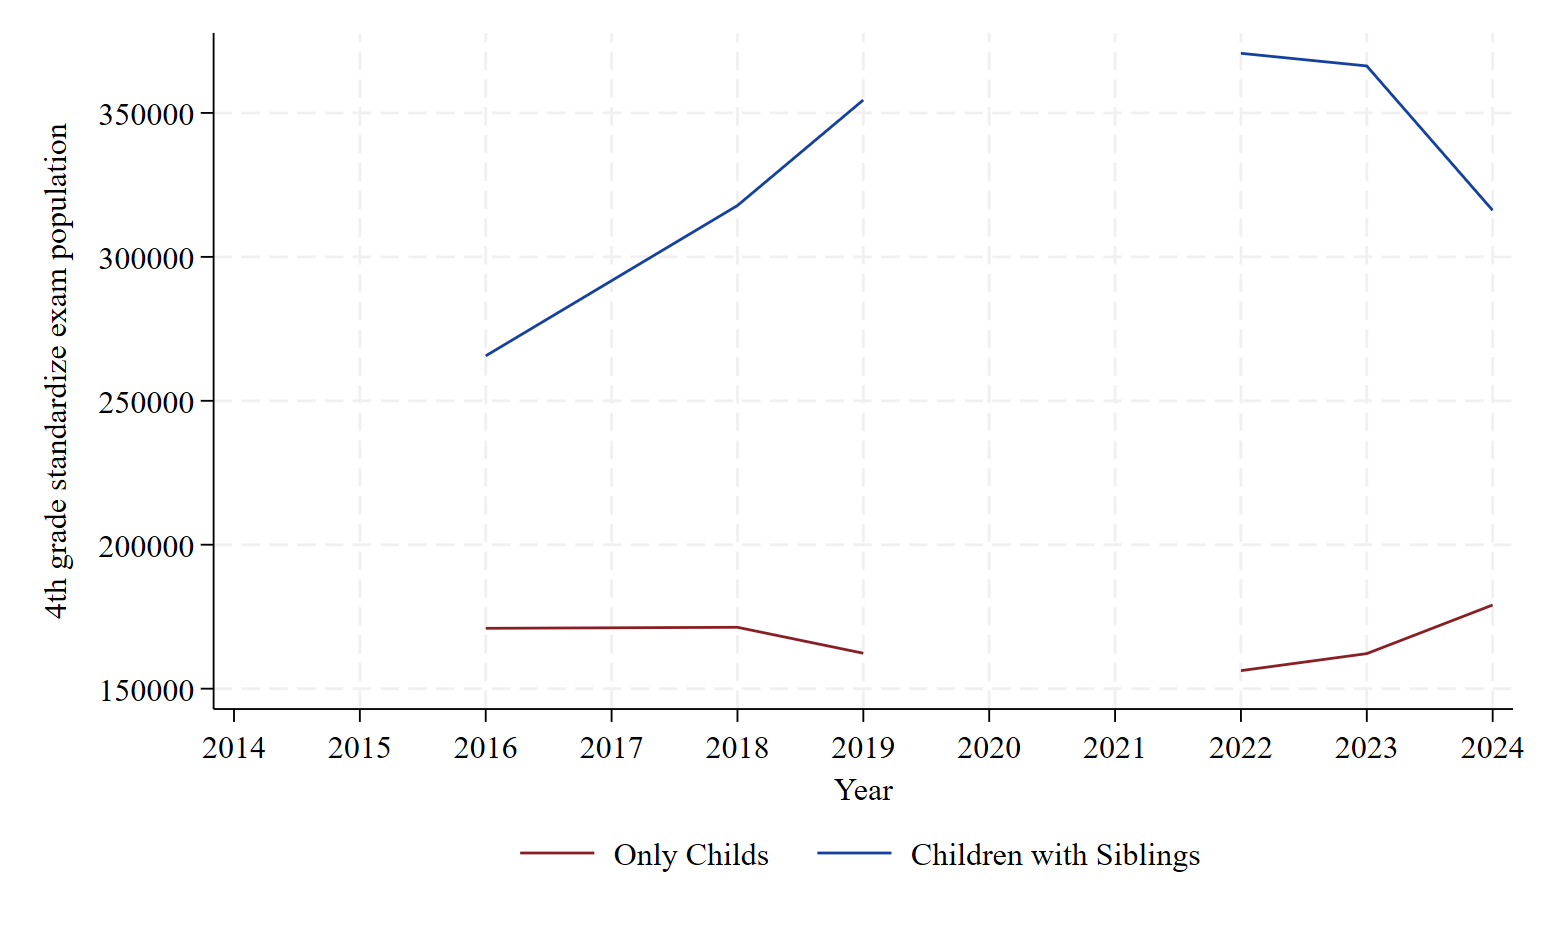 4th grade standardize exam population
350000
300000
250000
200000
150000
2014 2015 2016 2017 2018 2019 2020 2021 2022 2023 2024
Year
Only Childs Children with Siblings